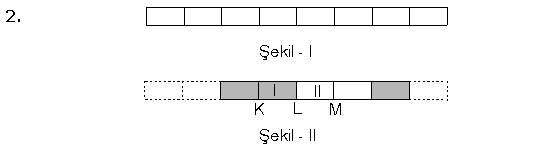 2.
Şekil - I
I II
K L M
Şekil - II